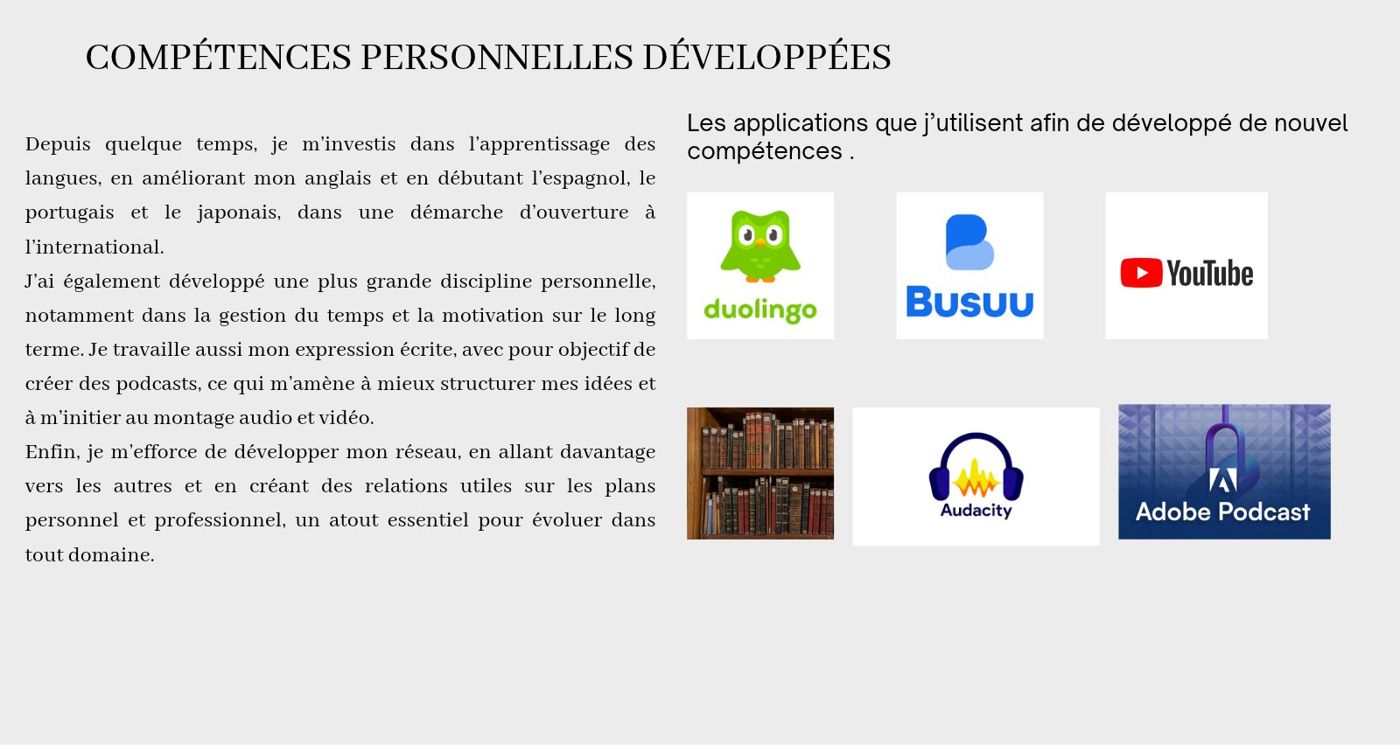 COMPÉTENCES PERSONNELLES DÉVELOPPÉES
Depuis quelque temps, je m’investis dans l’apprentissage des
langues, en améliorant mon anglais et en débutant l’espagnol, le
portugais et le japonais, dans une démarche d’ouverture à
l’international.
J’ai également développé une plus grande discipline personnelle,
notamment dans la gestion du temps et la motivation sur le long
terme. Je travaille aussi mon expression écrite, avec pour objectif de
créer des podcasts, ce qui m’amène à mieux structurer mes idées et
à m’initier au montage audio et vidéo.
Enfin, je m’efforce de développer mon réseau, en allant davantage
vers les autres et en créant des relations utiles sur les plans
personnel et professionnel, un atout essentiel pour évoluer dans
tout domaine.
Les applications que j’utilisent afin de développé de nouvel
compétences .
duolingo
Busuu
YouTube
Audacity
Adobe Podcast